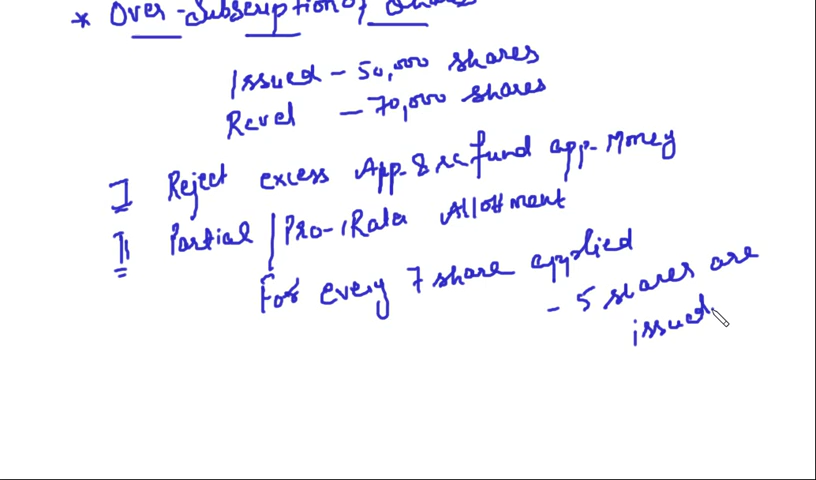 * Over-Subscription of Shares
Issued - 50,000 shares
Recvd - 70,000 shares
I Reject excess App. & refund app. Money
II Partial / Pro-Rata Allotment
For every 7 share applied
- 5 shares are
issued